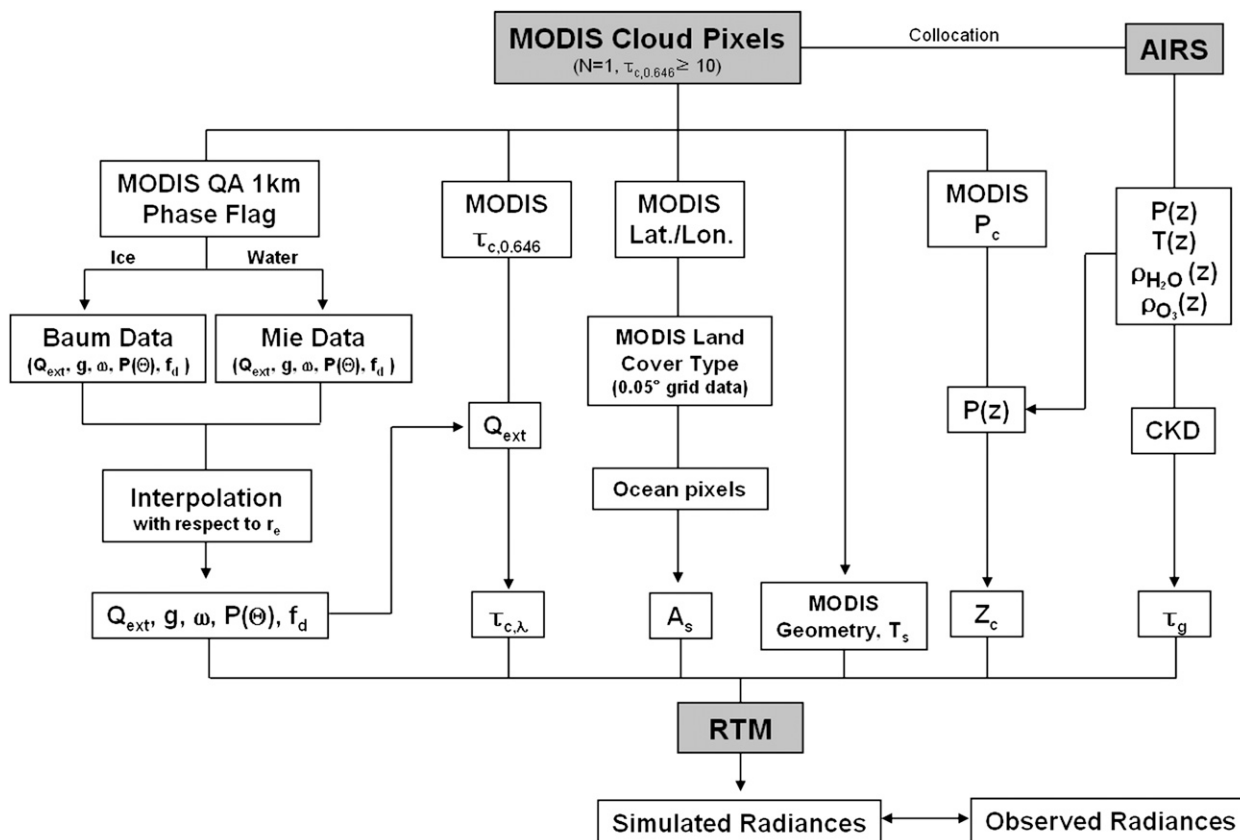 MODIS Cloud Pixels
(N=1, τc,0.646≥ 10)
Collocation
AIRS
MODIS QA 1km
Phase Flag
Ice
Water
Baum Data
(Qext, g, ω, P(Θ), fd )
Mie Data
(Qext, g, ω, P(Θ), fd )
Interpolation
with respect to re
Qext, g, ω, P(Θ), fd
MODIS
τc,0.646
Qext
τc,λ
MODIS
Lat./Lon.
MODIS Land
Cover Type
(0.05° grid data)
Ocean pixels
As
MODIS
Geometry, Ts
MODIS
Pc
P(z)
Zc
P(z)
T(z)
ρH2O (z)
ρO3(z)
CKD
τg
RTM
Simulated Radiances
Observed Radiances